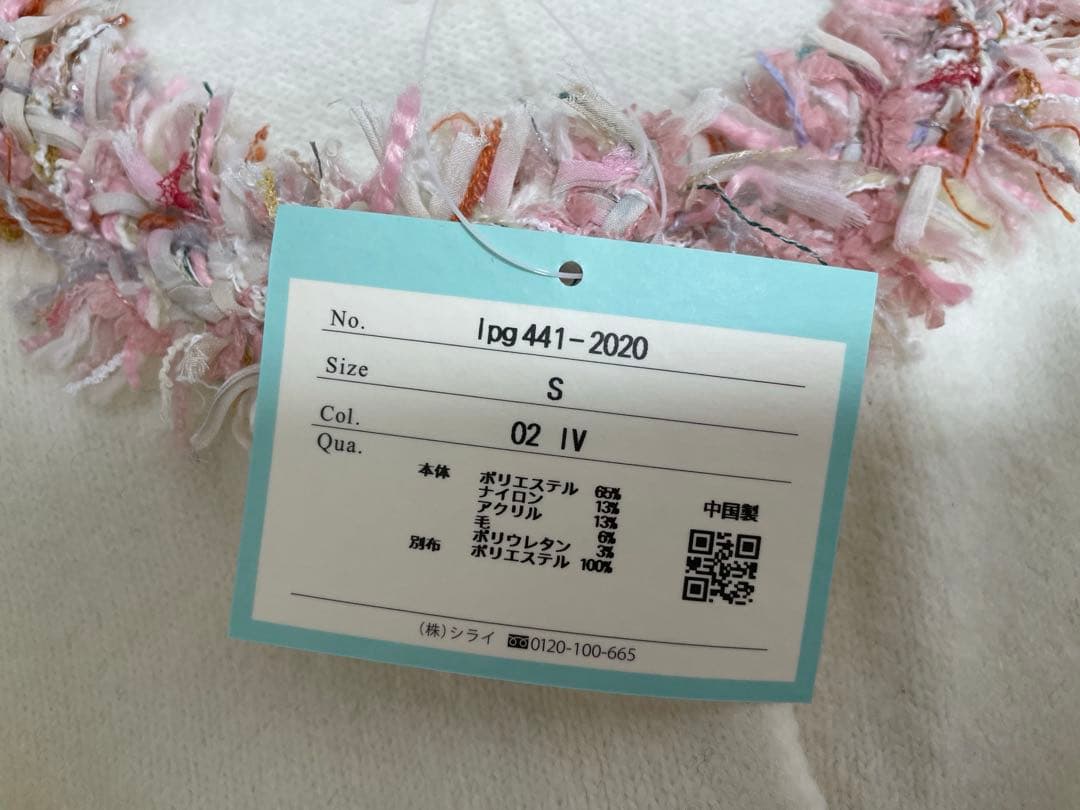 No. lpg441-2020
Size S
Col. 02 IV
Qua.
本体 ポリエステル 65%
ナイロン 13%
アクリル 13%
毛 6%
ポリウレタン 3%
別布 ポリエステル 100%
中国製
(株)シライ 0120-100-665